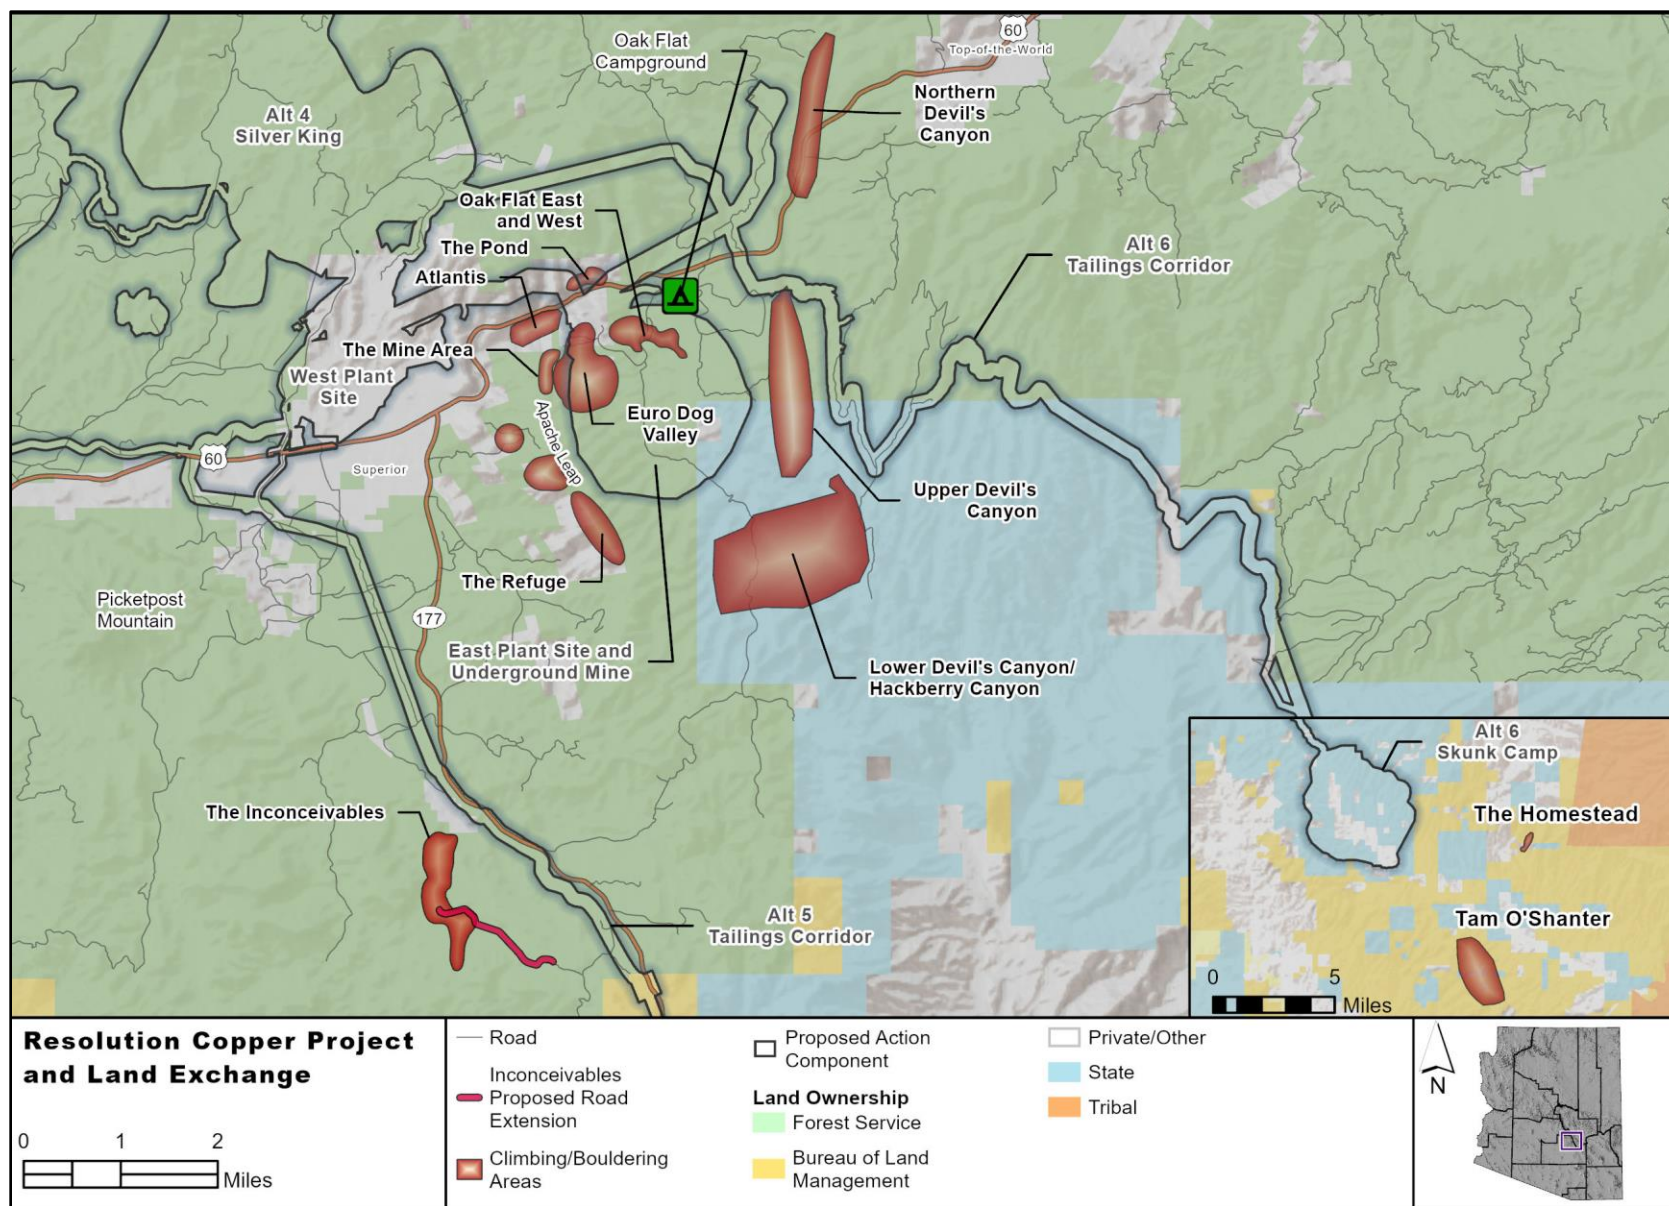 60
Top-of-the-World
Oak Flat
Campground
Northern
Devil's
Canyon
Alt 4
Silver King
Oak Flat East
and West
The Pond
Atlantis
Alt 6
Tailings Corridor
The Mine Area
West Plant
Site
Apache Leap
Euro Dog
Valley
60
Superior
Upper Devil's
Canyon
The Refuge
Picketpost
Mountain
177
East Plant Site and
Underground Mine
Lower Devil's Canyon/
Hackberry Canyon
The Inconceivables
Alt 5
Tailings Corridor
Alt 6
Skunk Camp
The Homestead
Tam O'Shanter
0 5
Miles
Resolution Copper Project
and Land Exchange
0 1 2
Miles
Road
Inconceivables
Proposed Road
Extension
Climbing/Bouldering
Areas
Proposed Action
Component
Land Ownership
Forest Service
Bureau of Land
Management
Private/Other
State
Tribal
N